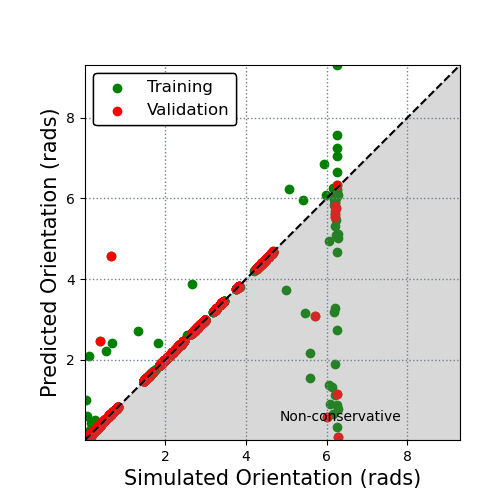 Training
Validation
8
6
4
2
Predicted Orientation (rads)
Non-conservative
2
4
6
8
Simulated Orientation (rads)